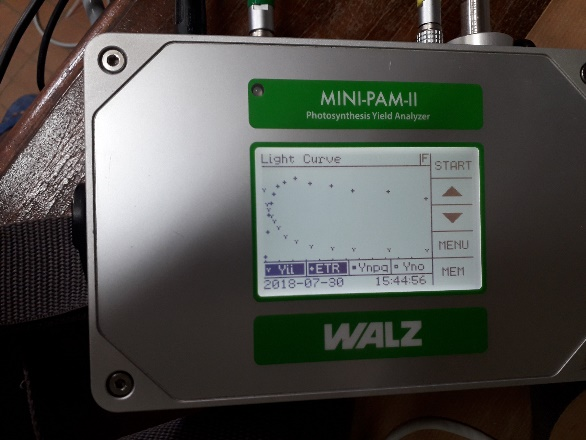 MINI-PAM-II
Photosynthesis Yield Analyzer
Light Curve F START
MENU
Yii ETR Ynpq Yno MEM
2018-07-30 15:44:56
WALZ